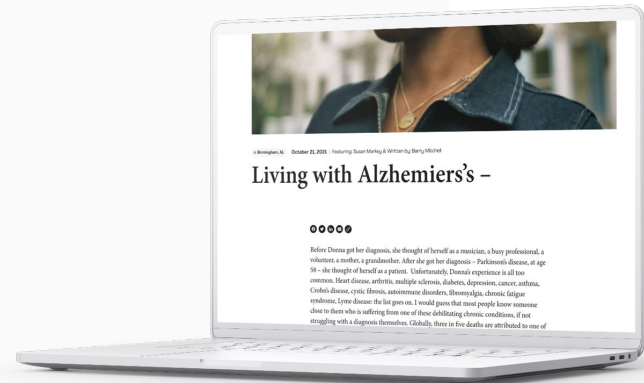 Birmingham, AL October 21, 2021 | Featuring: Susan Markey & Written by: Barry Mitchell
Living with Alzhemiers's –
Before Donna got her diagnosis, she thought of herself as a musician, a busy professional, a
volunteer, a mother, a grandmother. After she got her diagnosis – Parkinson's disease, at age
58 – she thought of herself as a patient. Unfortunately, Donna's experience is all too
common. Heart disease, arthritis, multiple sclerosis, diabetes, depression, cancer, asthma,
Crohn's disease, cystic fibrosis, autoimmune disorders, fibromyalgia, chronic fatigue
syndrome, Lyme disease: the list goes on. I would guess that most people know someone
close to them who is suffering from one of these debilitating chronic conditions, if not
struggling with a diagnosis themselves. Globally, three in five deaths are attributed to one of